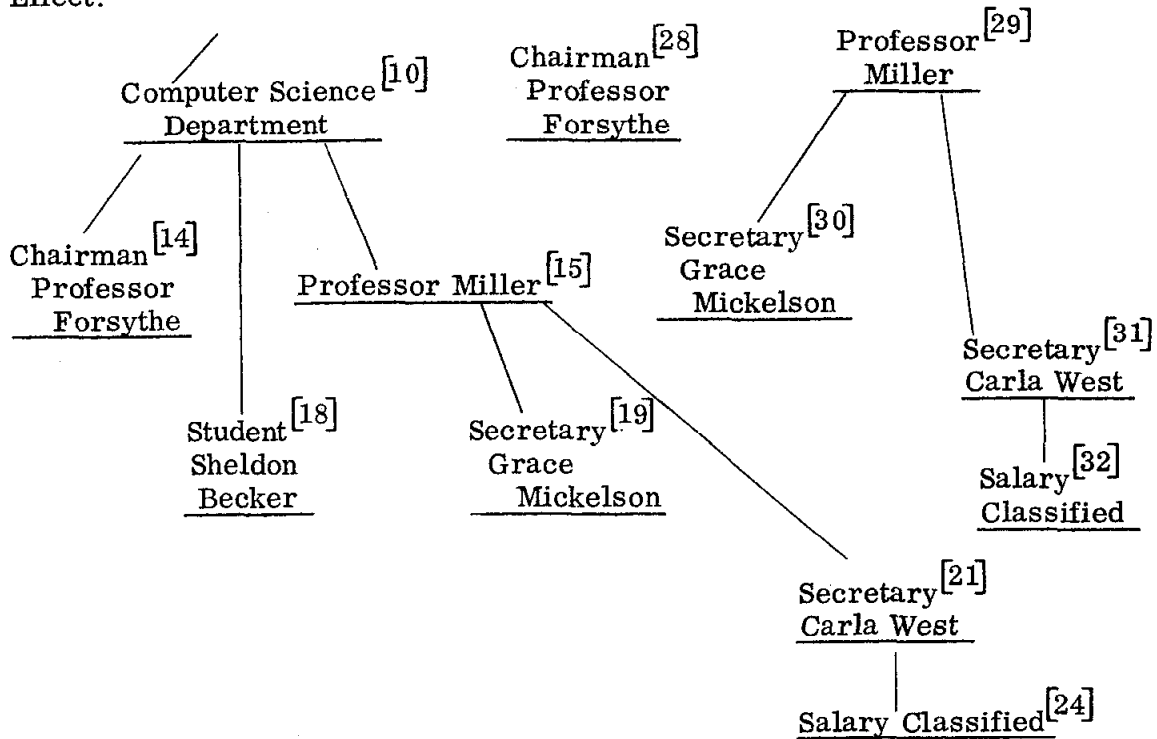 Effect:
Computer Science [10]
Department
Chairman [28]
Professor
Forsythe
Professor [29]
Miller
Chairman [14]
Professor
Forsythe
Professor Miller [15]
Secretary [30]
Grace
Mickelson
Secretary [31]
Carla West
Student [18]
Sheldon
Becker
Secretary [19]
Grace
Mickelson
Salary [32]
Classified
Secretary [21]
Carla West
Salary Classified [24]